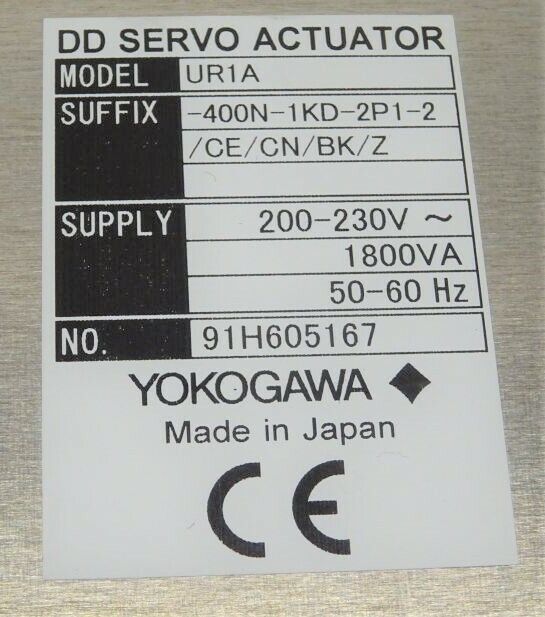 DD SERVO ACTUATOR
MODEL UR1A
SUFFIX -400N-1KD-2P1-2
/CE/CN/BK/Z
SUPPLY 200-230V ~
1800VA
50-60 Hz
NO. 91H605167
YOKOGAWA
Made in Japan
CE